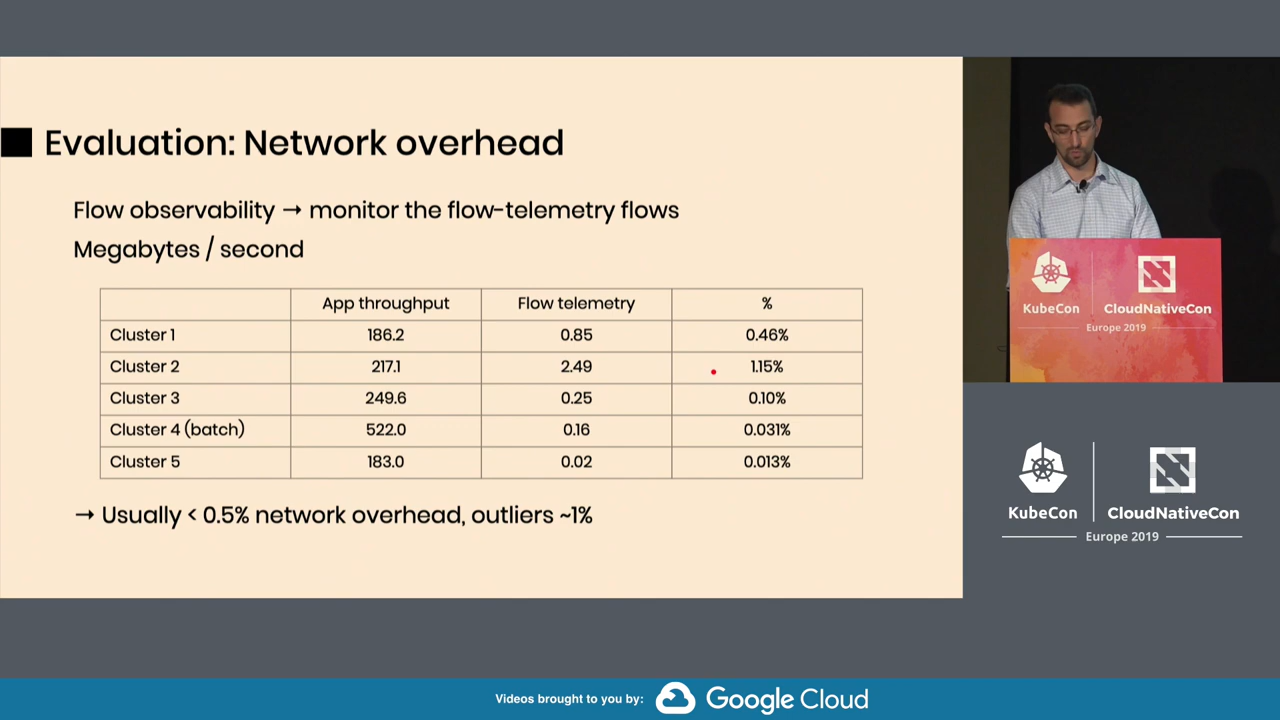 Evaluation: Network overhead
Flow observability → monitor the flow-telemetry flows
Megabytes / second
App throughput Flow telemetry %
Cluster 1 186.2 0.85 0.46%
Cluster 2 217.1 2.49 1.15%
Cluster 3 249.6 0.25 0.10%
Cluster 4 (batch) 522.0 0.16 0.031%
Cluster 5 183.0 0.02 0.013%
→ Usually < 0.5% network overhead, outliers ~1%
KubeCon CloudNativeCon
Europe 2019
KubeCon CloudNativeCon
Europe 2019
Videos brought to you by: Google Cloud